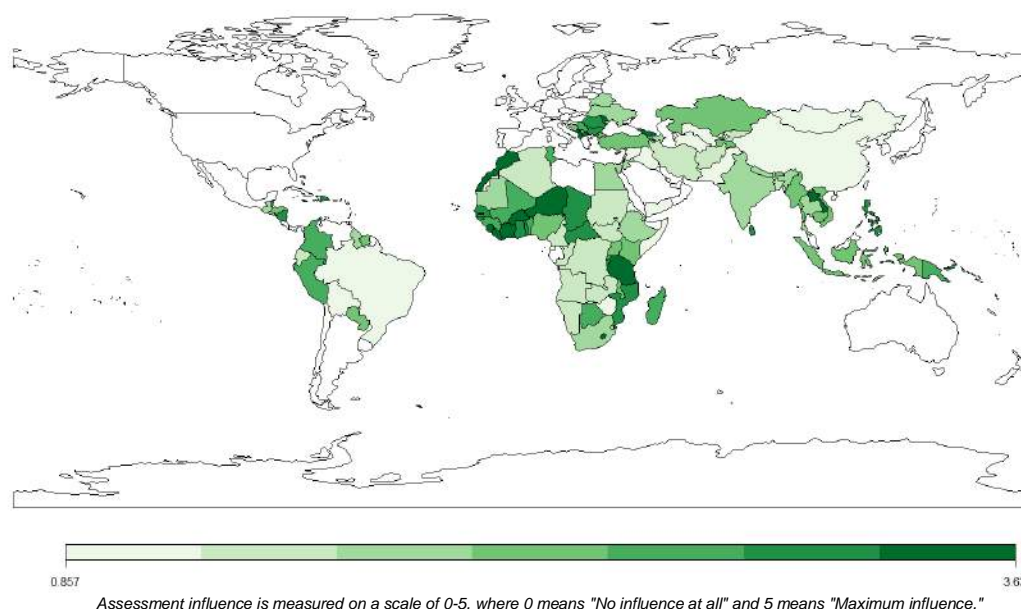 0.857
Assessment influence is measured on a scale of 0-5, where 0 means "No influence at all" and 5 means "Maximum influence."